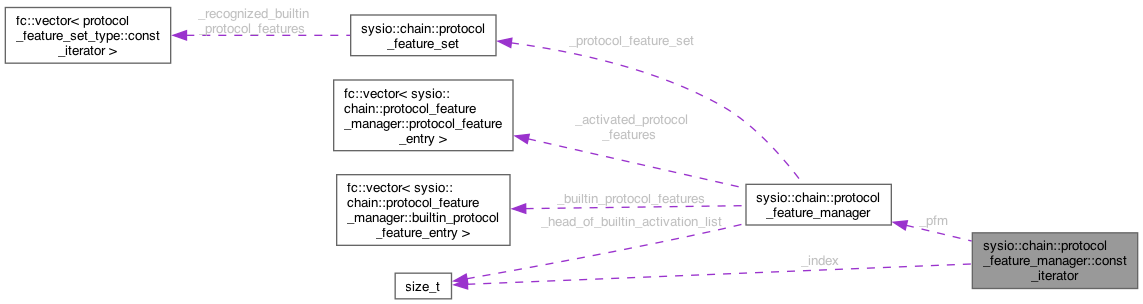 fc::vector< protocol
_feature_set_type::const
_iterator >
_recognized_builtin
_protocol_features
sysio::chain::protocol
_feature_set
_protocol_feature_set
fc::vector< sysio::
chain::protocol_feature
_manager::protocol_feature
_entry >
_activated_protocol
_features
fc::vector< sysio::
chain::protocol_feature
_manager::builtin_protocol
_feature_entry >
_builtin_protocol_features
_head_of_builtin_activation_list
sysio::chain::protocol
_feature_manager
_pfm
sysio::chain::protocol
_feature_manager::const
_iterator
_index
size_t